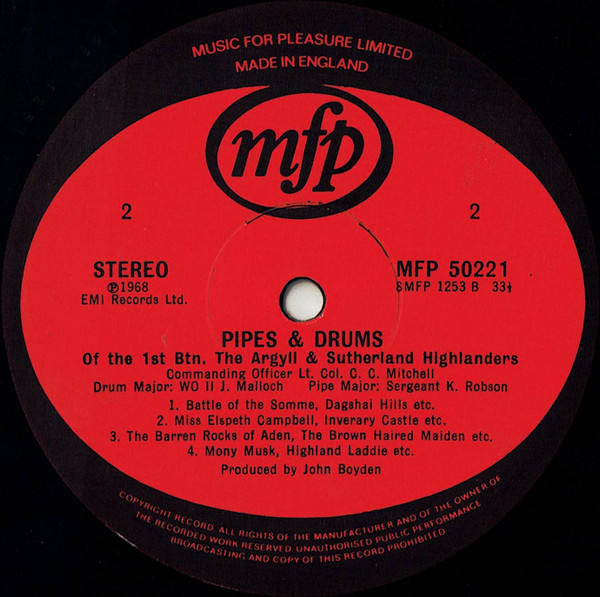 MUSIC FOR PLEASURE LIMITED
MADE IN ENGLAND
mfp
2 2
STEREO
℗1968
EMI Records Ltd.
MFP 50221
SMFP 1253 B 33⅓
PIPES & DRUMS
Of the 1st Btn. The Argyll & Sutherland Highlanders
Commanding Officer Lt. Col. C. C. Mitchell
Drum Major: WO II J. Malloch Pipe Major: Sergeant K. Robson
1. Battle of the Somme, Dagshai Hills etc.
2. Miss Elspeth Campbell, Inverary Castle etc.
3. The Barren Rocks of Aden, The Brown Haired Maiden etc.
4. Mony Musk, Highland Laddie etc.
Produced by John Boyden
COPYRIGHT RECORD ALL RIGHTS OF THE MANUFACTURER AND OF THE OWNER OF
THE RECORDED WORK RESERVED UNAUTHORISED PUBLIC PERFORMANCE
BROADCASTING AND COPY OF THIS RECORD PROHIBITED